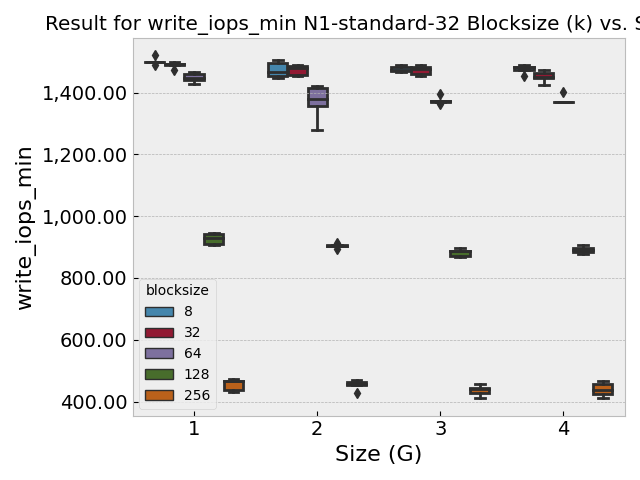 Result for write_iops_min N1-standard-32 Blocksize (k) vs. S
write_iops_min
1,400.00
1,200.00
1,000.00
800.00
600.00
400.00
blocksize
8
32
64
128
256
1 2 3 4
Size (G)